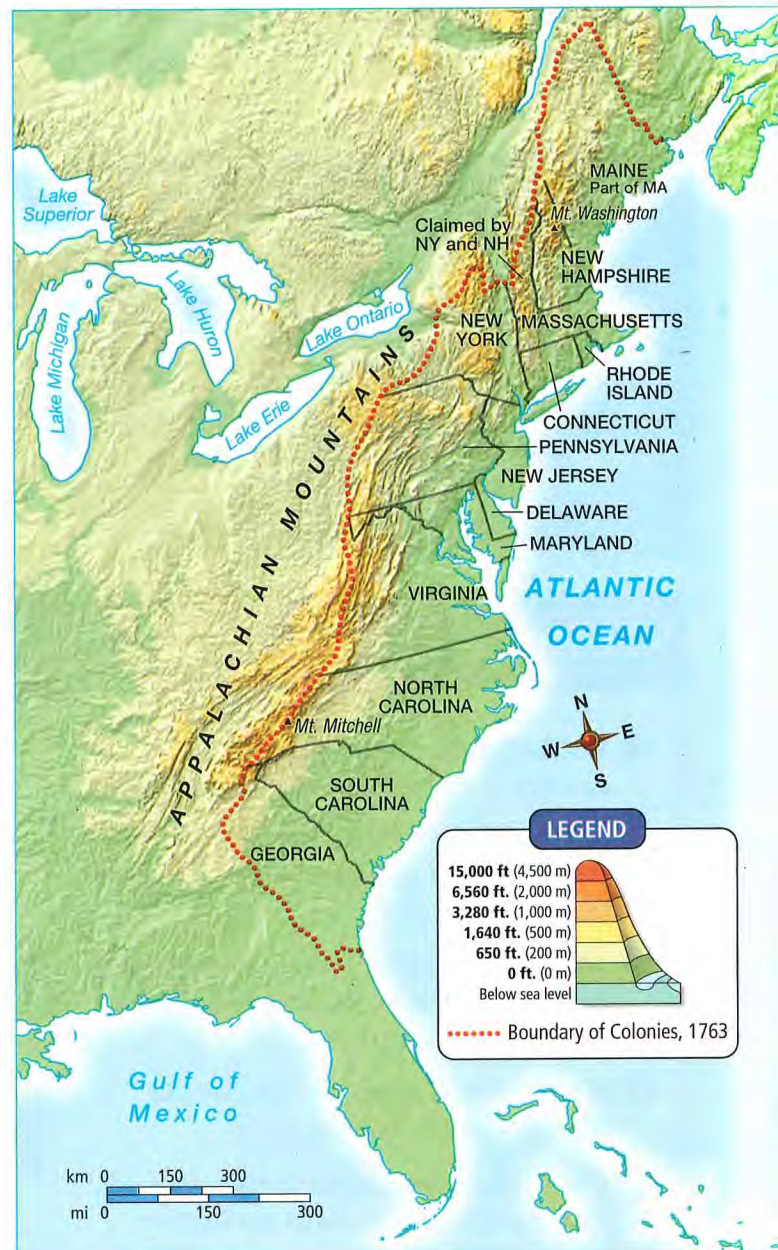 Lake
Superior
Lake Michigan
Lake
Huron
Lake Ontario
Lake Erie
MAINE
Part of MA
Mt. Washington
Claimed by
NY and NH
NEW
HAMPSHIRE
NEW
YORK
MASSACHUSETTS
RHODE
ISLAND
CONNECTICUT
PENNSYLVANIA
NEW JERSEY
DELAWARE
MARYLAND
APPALACHIAN MOUNTAINS
VIRGINIA
ATLANTIC
OCEAN
NORTH
CAROLINA
Mt. Mitchell
SOUTH
CAROLINA
GEORGIA
N
W E
S
LEGEND
15,000 ft (4,500 m)
6,560 ft. (2,000 m)
3,280 ft. (1,000 m)
1,640 ft. (500 m)
650 ft. (200 m)
0 ft. (0 m)
Below sea level
Boundary of Colonies, 1763
Gulf of
Mexico
km 0 150 300
mi 0 150 300